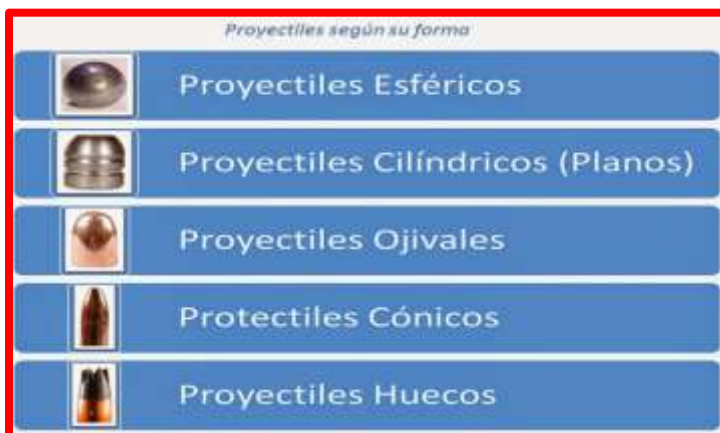 Proyectiles según su forma
Proyectiles Esféricos
Proyectiles Cilíndricos (Planos)
Proyectiles Ojivales
Protectiles Cónicos
Proyectiles Huecos